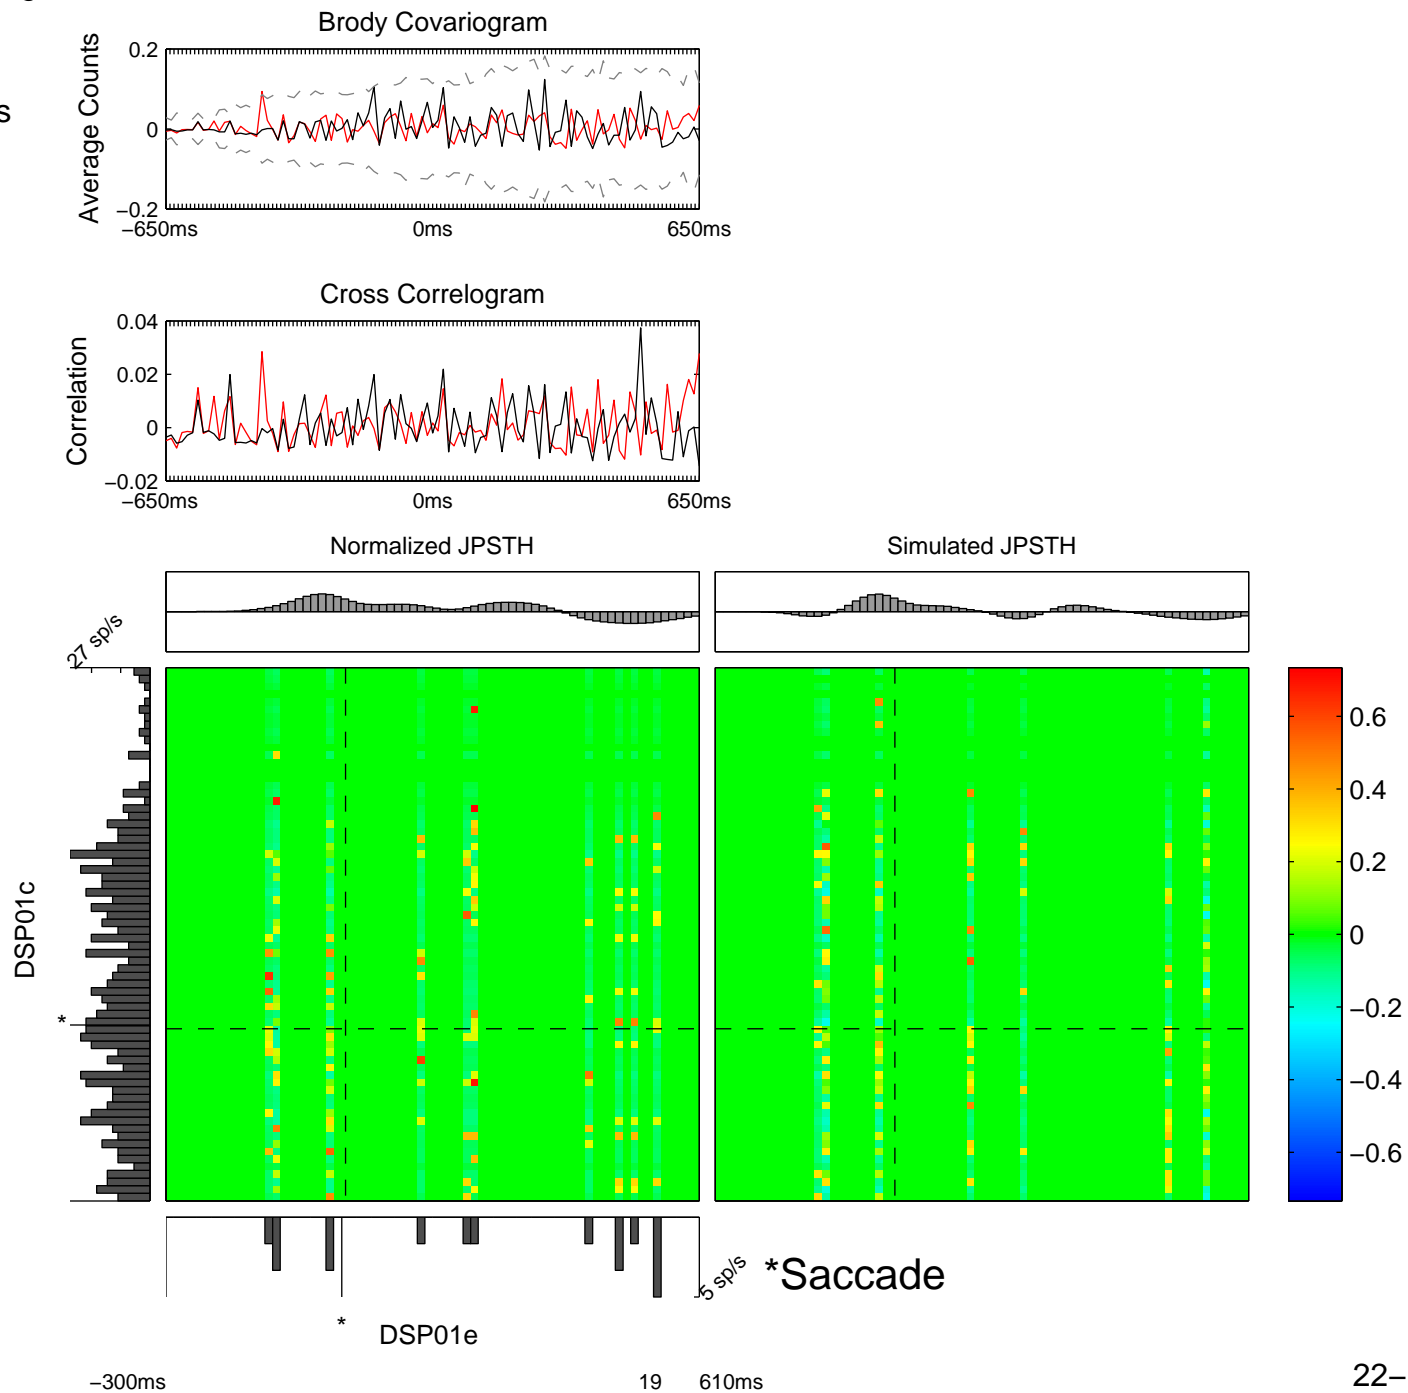 Brody Covariogram
Average Counts
0.2
0
−0.2
−650ms
0ms
650ms
s
Cross Correlogram
Correlation
0.04
0.02
0
−0.02
−650ms
0ms
650ms
Normalized JPSTH
Simulated JPSTH
27 sp/s
DSP01c
*
0.6
0.4
0.2
0
−0.2
−0.4
−0.6
5 sp/s
*Saccade
*
DSP01e
−300ms
19
610ms
22−